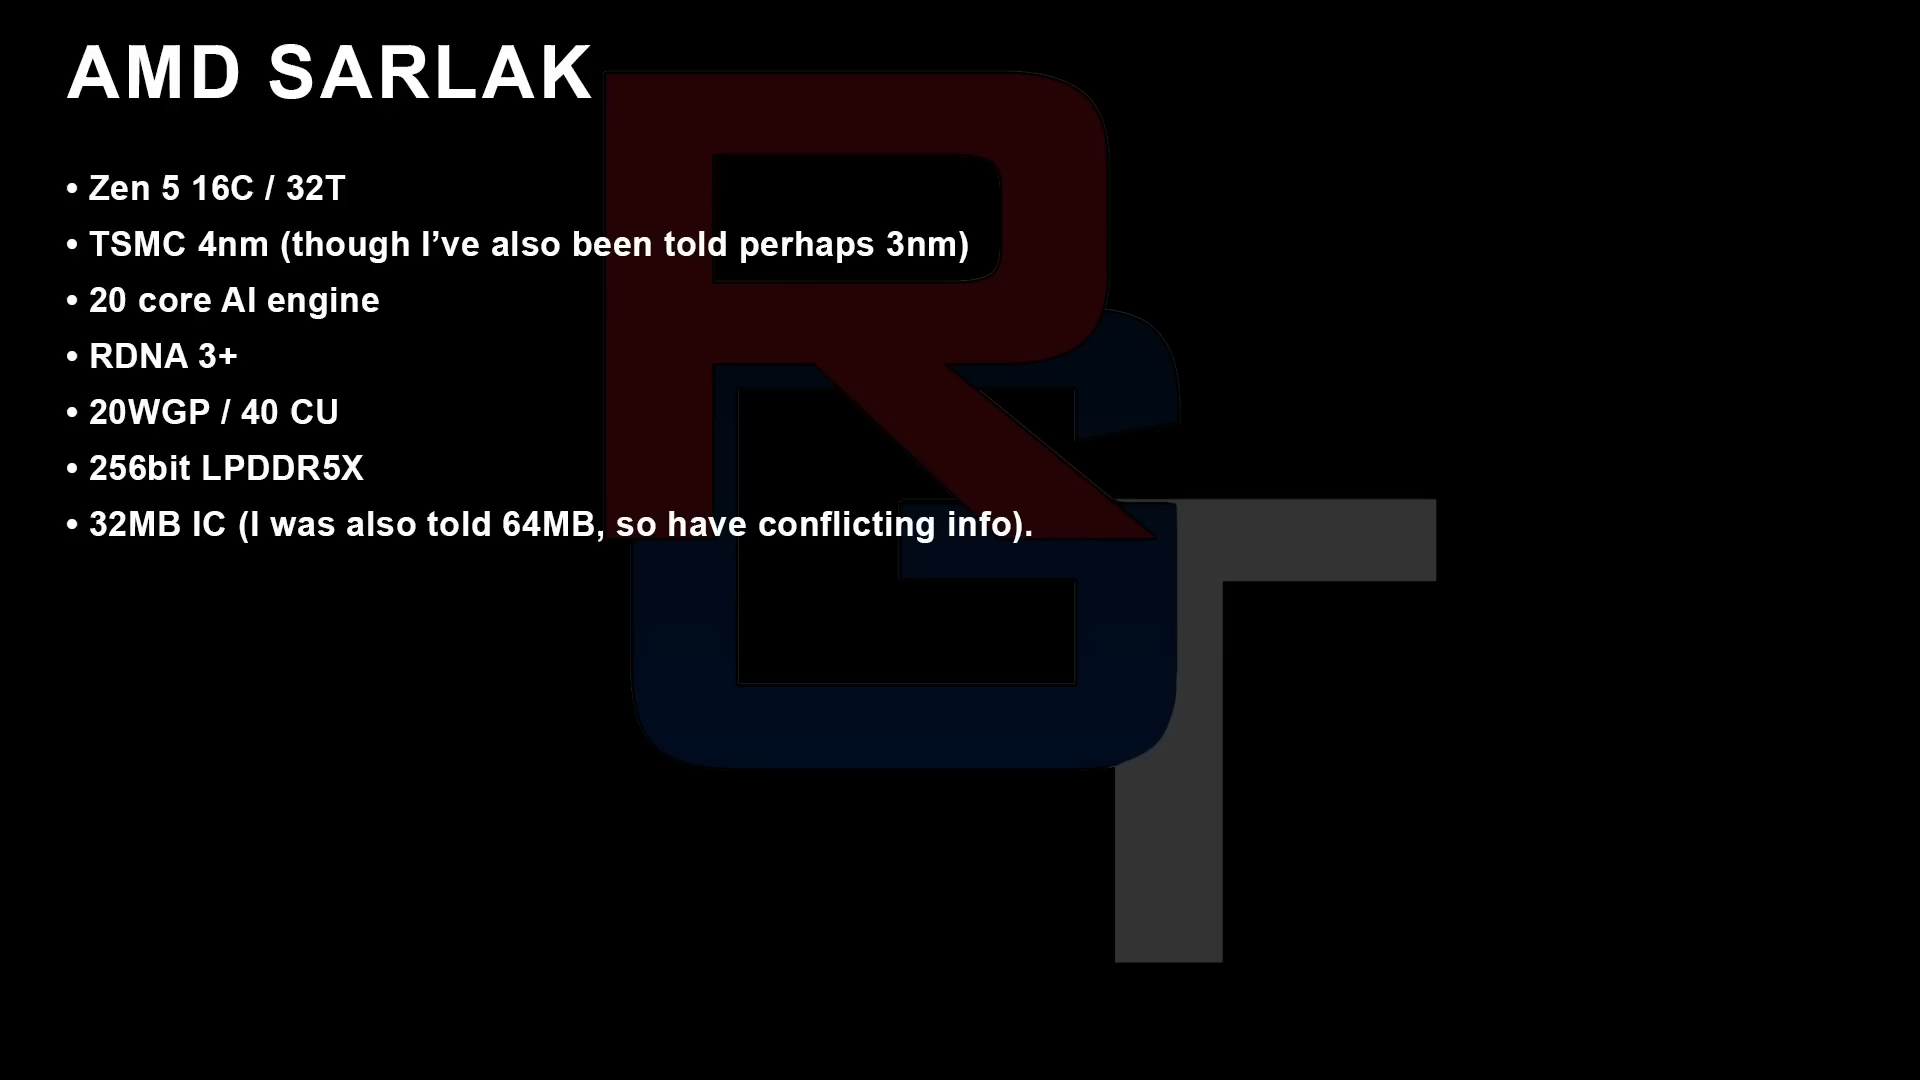 AMD SARLAK
• Zen 5 16C / 32T
• TSMC 4nm (though I’ve also been told perhaps 3nm)
• 20 core AI engine
• RDNA 3+
• 20WGP / 40 CU
• 256bit LPDDR5X
• 32MB IC (I was also told 64MB, so have conflicting info).
RGT